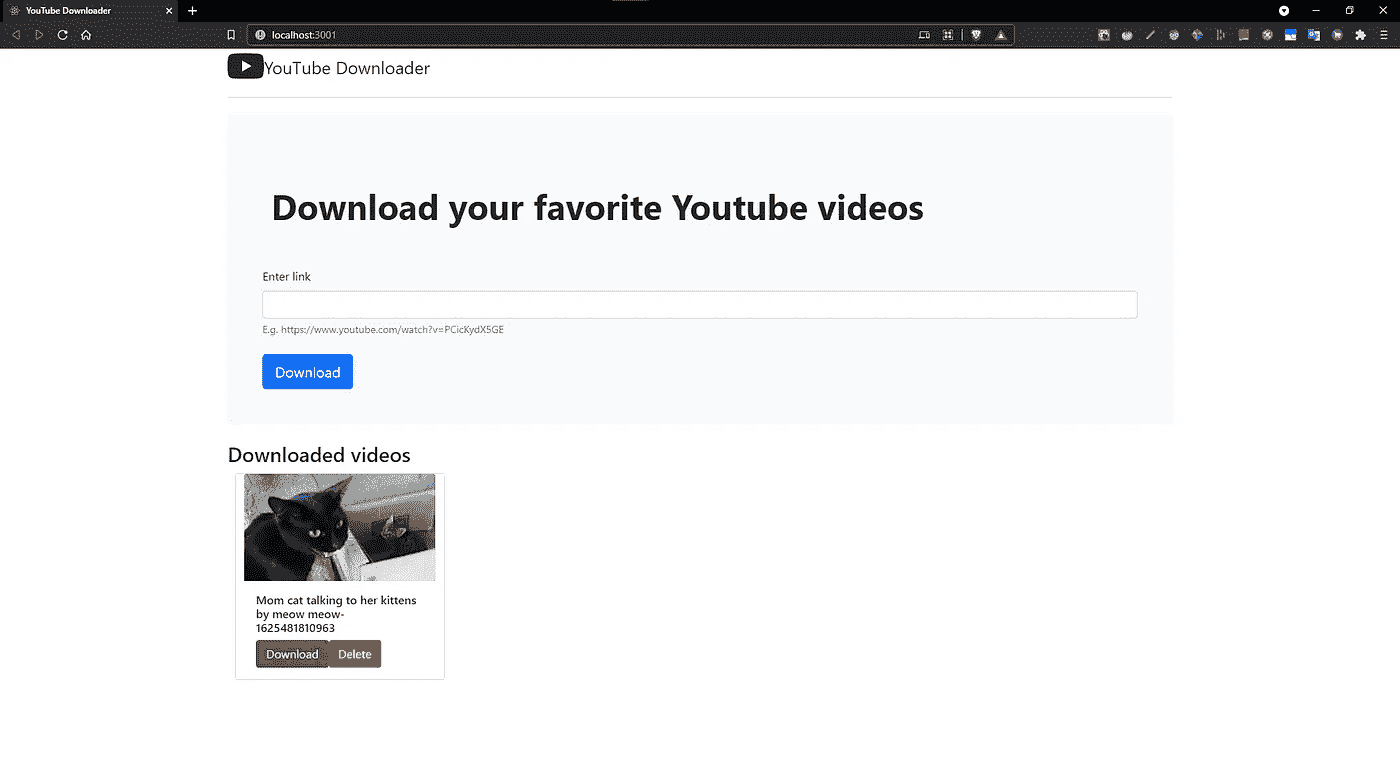 YouTube Downloader
localhost:3001
YouTube Downloader
Download your favorite Youtube videos
Enter link
E.g. https://www.youtube.com/watch?v=PCicKydX5GE
Download
Downloaded videos
Mom cat talking to her kittens
by meow meow-
1625481810963
Download Delete